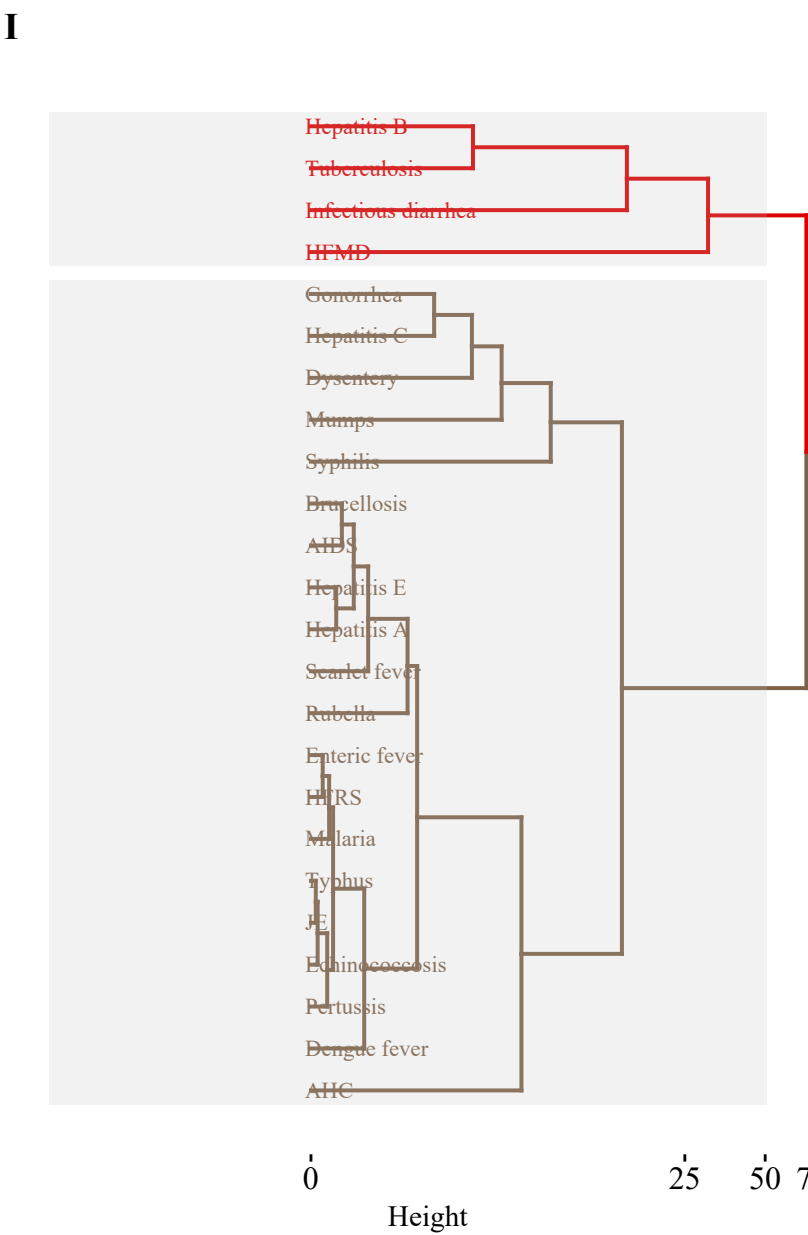 I
Hepatitis B
Tuberculosis
Infectious diarrhea
HFMD
Gonorrhea
Hepatitis C
Dysentery
Mumps
Syphilis
Brucellosis
AIDS
Hepatitis E
Hepatitis A
Scarlet fever
Rubella
Enteric fever
HFRS
Malaria
Typhus
JE
Echinococcosis
Pertussis
Dengue fever
AHC
0 25 50 7
Height